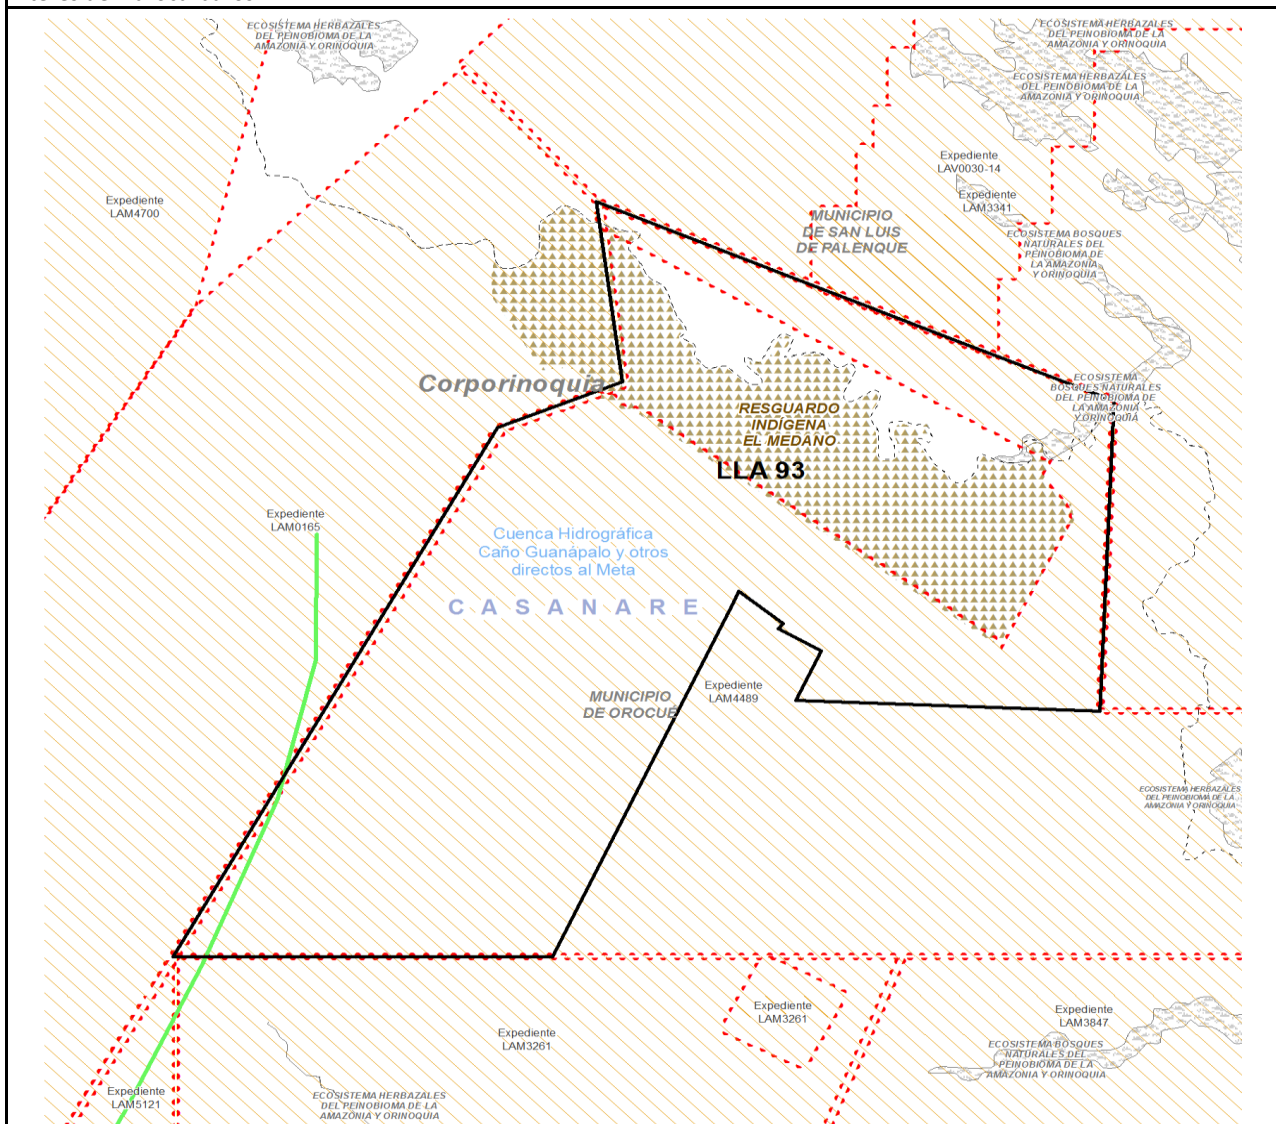 ECOSISTEMA HERBAZALES
DEL PEINOBIOMA DE LA
AMAZONIA Y ORINOQUIA
ECOSISTEMA HERBAZALES
DEL PEINOBIOMA DE LA
AMAZONIA Y ORINOQUIA
ECOSISTEMA HERBAZALES
DEL PEINOBIOMA DE LA
AMAZONIA Y ORINOQUIA
Expediente
LAV0030-14
Expediente
LAM3341
Expediente
LAM4700
MUNICIPIO
DE SAN LUIS
DE PALENQUE
ECOSISTEMA BOSQUES
NATURALES DEL
PEINOBIOMA DE
LA AMAZONIA
Y ORINOQUIA
Corporinoquia
ECOSISTEMA
BOSQUES NATURALES
DEL PEINOBIOMA DE
LA AMAZONIA
Y ORINOQUIA
RESGUARDO
INDÍGENA
EL MEDANO
LLA 93
Expediente
LAM0165
Cuenca Hidrográfica
Caño Guanápalo y otros
directos al Meta
CASANARE
MUNICIPIO
DE OROCUÉ
Expediente
LAM4489
ECOSISTEMA HERBAZALES
DEL PEINOBIOMA DE LA
AMAZONIA Y ORINOQUIA
Expediente
LAM3261
Expediente
LAM3261
Expediente
LAM3847
ECOSISTEMA BOSQUES
NATURALES DEL
PEINOBIOMA DE LA
AMAZONIA Y ORINOQUIA
Expediente
LAM5121
ECOSISTEMA HERBAZALES
DEL PEINOBIOMA DE LA
AMAZONIA Y ORINOQUIA